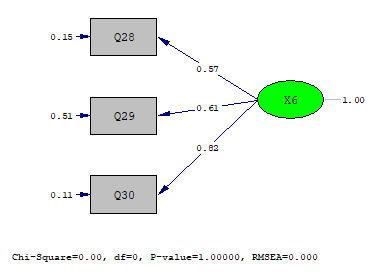 0.15 Q28
0.57
0.51 Q29 0.61 X6 1.00
0.82
0.11 Q30
Chi-Square=0.00, df=0, P-value=1.00000, RMSEA=0.000